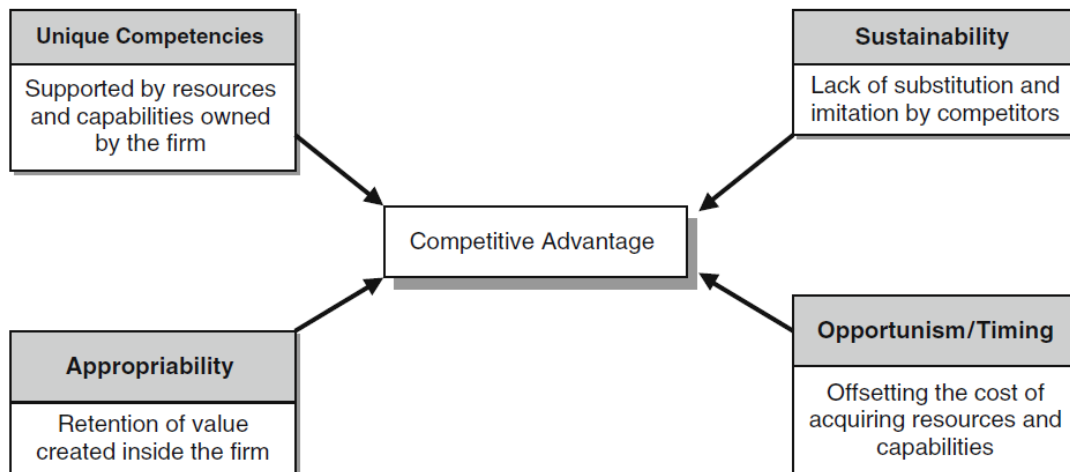 Unique Competencies
Supported by resources
and capabilities owned
by the firm
Sustainability
Lack of substitution and
imitation by competitors
Competitive Advantage
Appropriability
Retention of value
created inside the firm
Opportunism/Timing
Offsetting the cost of
acquiring resources and
capabilities